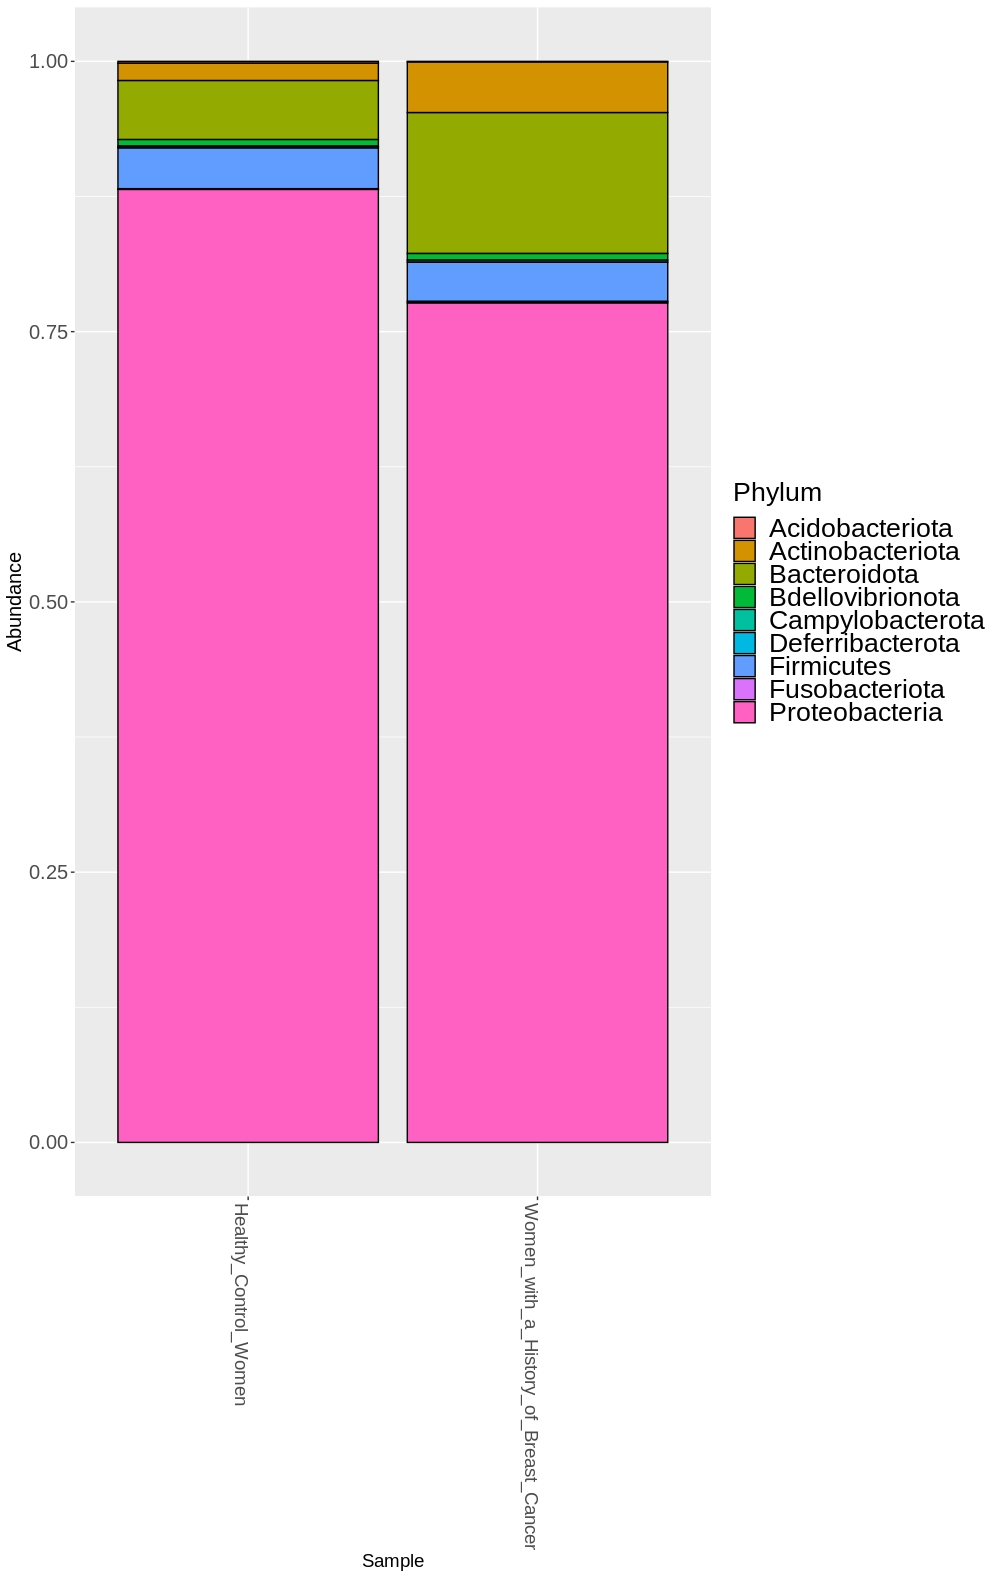 1.00
0.75
0.50
0.25
0.00
Abundance
Healthy_Control_Women
Women_with_a_History_of_Breast_Cancer
Sample
Phylum
Acidobacteriota
Actinobacteriota
Bacteroidota
Bdellovibrionota
Campylobacterota
Deferribacterota
Firmicutes
Fusobacteriota
Proteobacteria